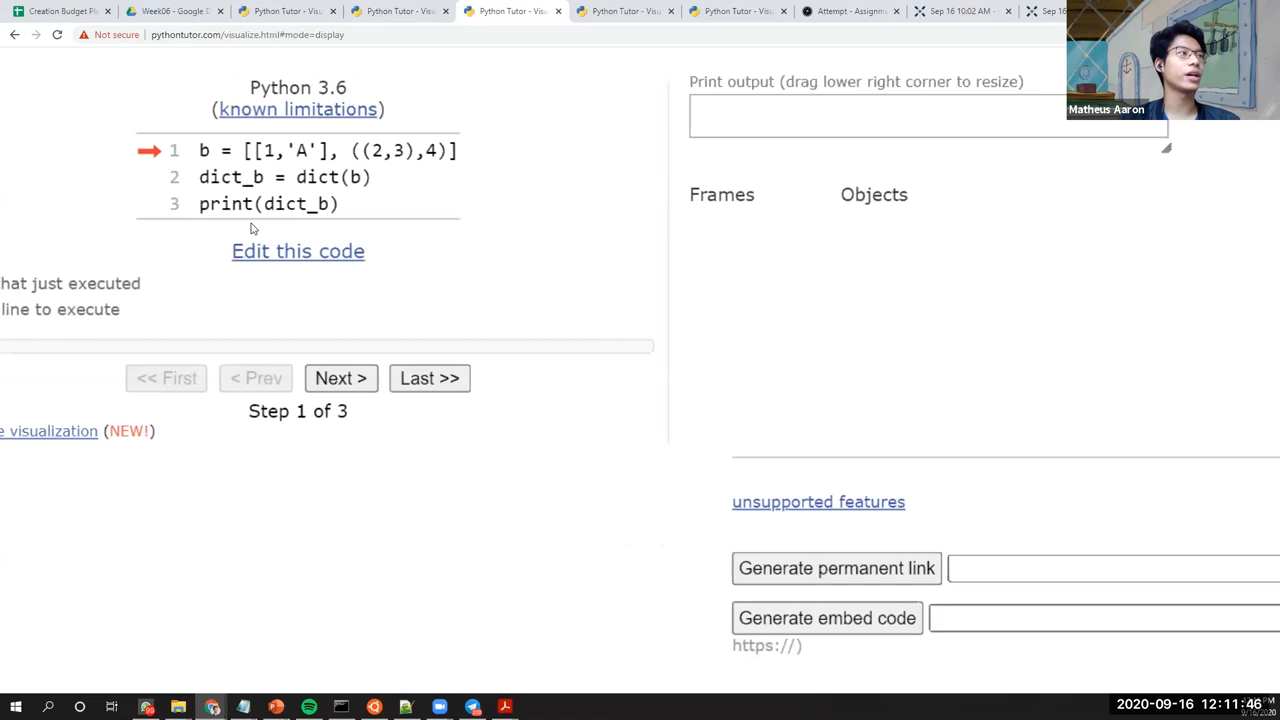 Creation Budget Pl
Week06 - Google D
Python Tutor - Visu
Python Tutor - Visu
Python Tutor - Visu
Python Tutor - Visu
Python Tutor - Visu
Attempt - Assignm
Sep 16 10:02 AM
Sep 16
Not secure | pythontutor.com/visualize.html#mode=display
Matheus Aaron
Python 3.6
(known limitations)
1 b = [[1,'A'], ((2,3),4)]
2 dict_b = dict(b)
3 print(dict_b)
Edit this code
hat just executed
line to execute
<< First < Prev Next > Last >>
Step 1 of 3
e visualization (NEW!)
Print output (drag lower right corner to resize)
Frames Objects
unsupported features
Generate permanent link
Generate embed code
https://)
2020-09-16 12:11:46